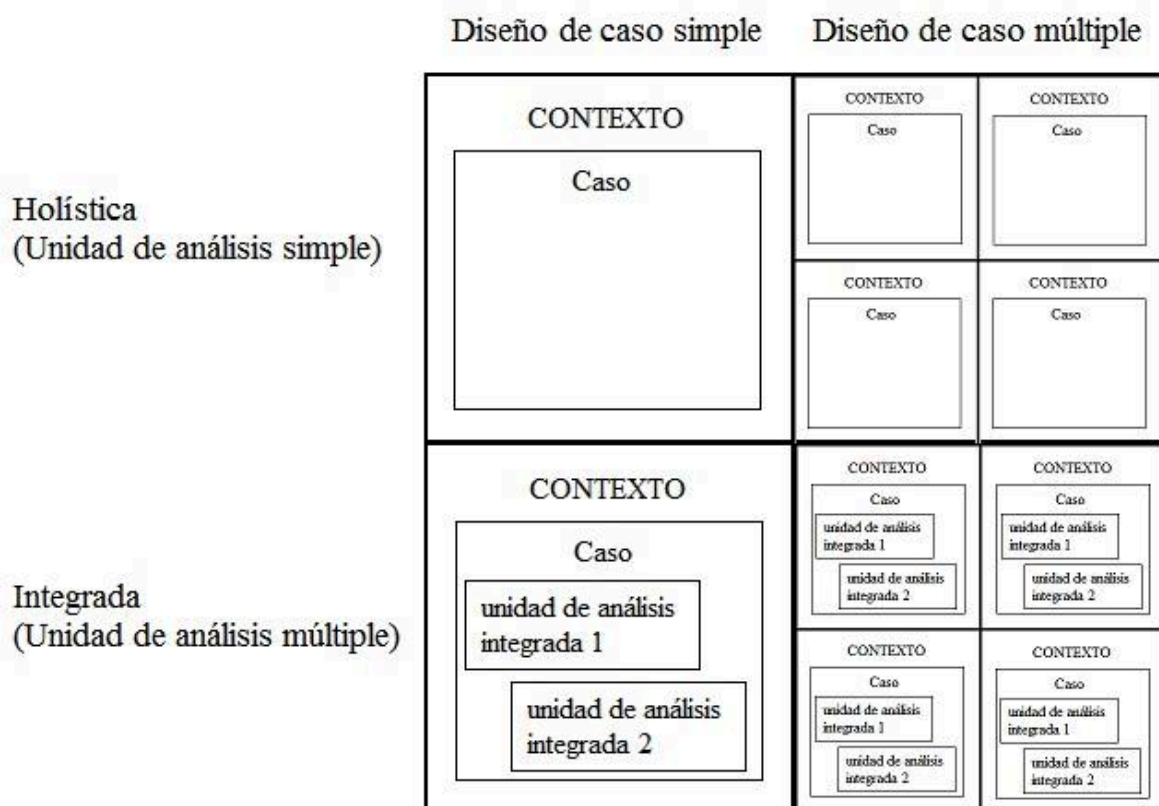 Diseño de caso simple
Diseño de caso múltiple
Holística
(Unidad de análisis simple)
CONTEXTO
Caso
CONTEXTO
Caso
CONTEXTO
Caso
CONTEXTO
Caso
CONTEXTO
Caso
Integrada
(Unidad de análisis múltiple)
CONTEXTO
Caso
unidad de análisis
integrada 1
unidad de análisis
integrada 2
CONTEXTO
Caso
unidad de análisis
integrada 1
unidad de análisis
integrada 2
CONTEXTO
Caso
unidad de análisis
integrada 1
unidad de análisis
integrada 2
CONTEXTO
Caso
unidad de análisis
integrada 1
unidad de análisis
integrada 2
CONTEXTO
Caso
unidad de análisis
integrada 1
unidad de análisis
integrada 2